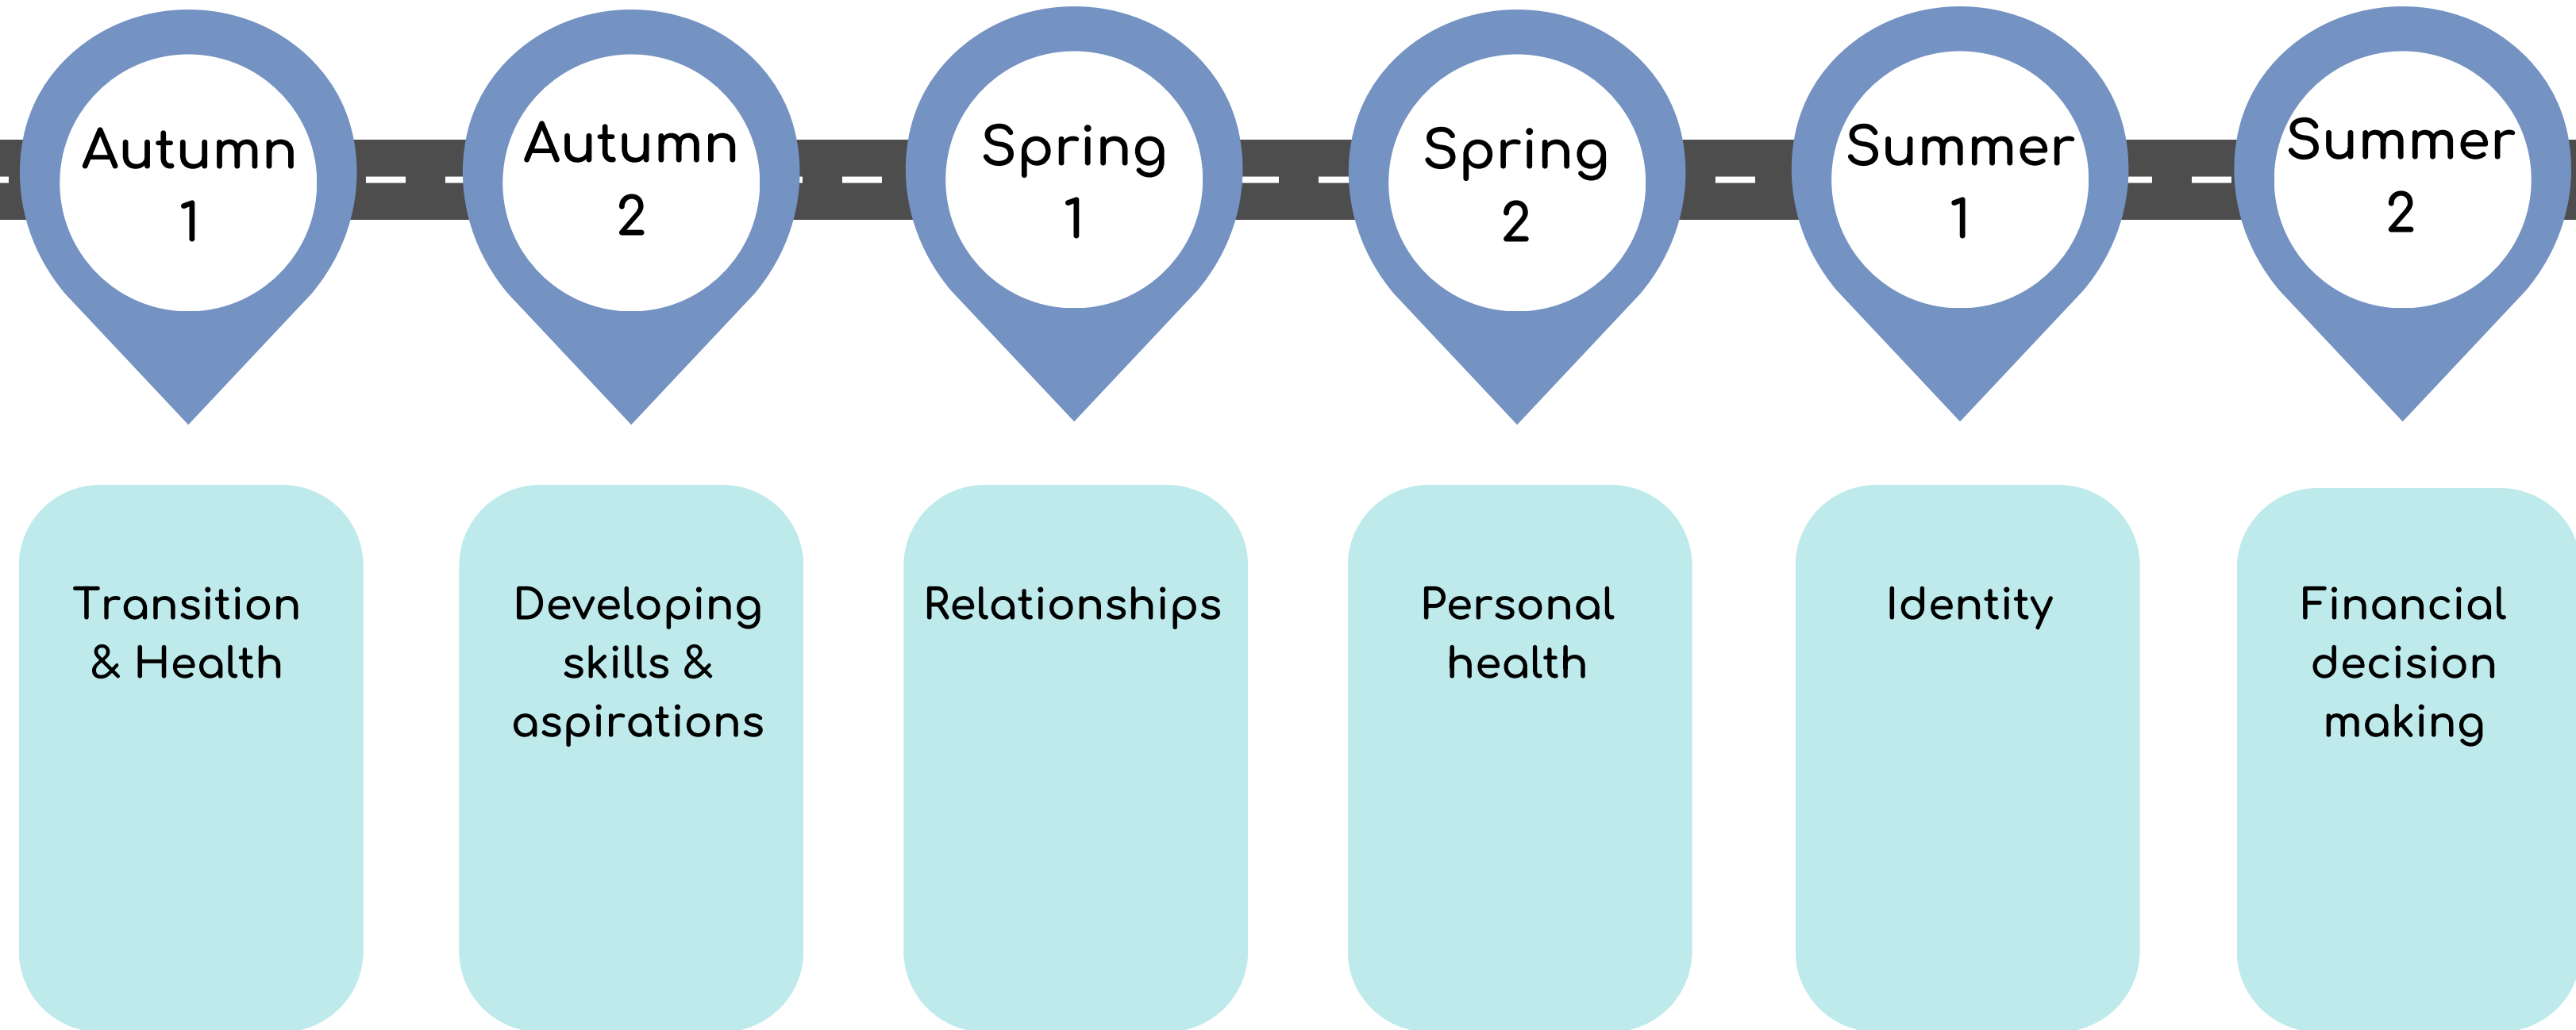 Autumn
1
Autumn
2
Spring
1
Spring
2
Summer
1
Summer
2
Transition
& Health
Developing
skills &
aspirations
Relationships
Personal
health
Identity
Financial
decision
making